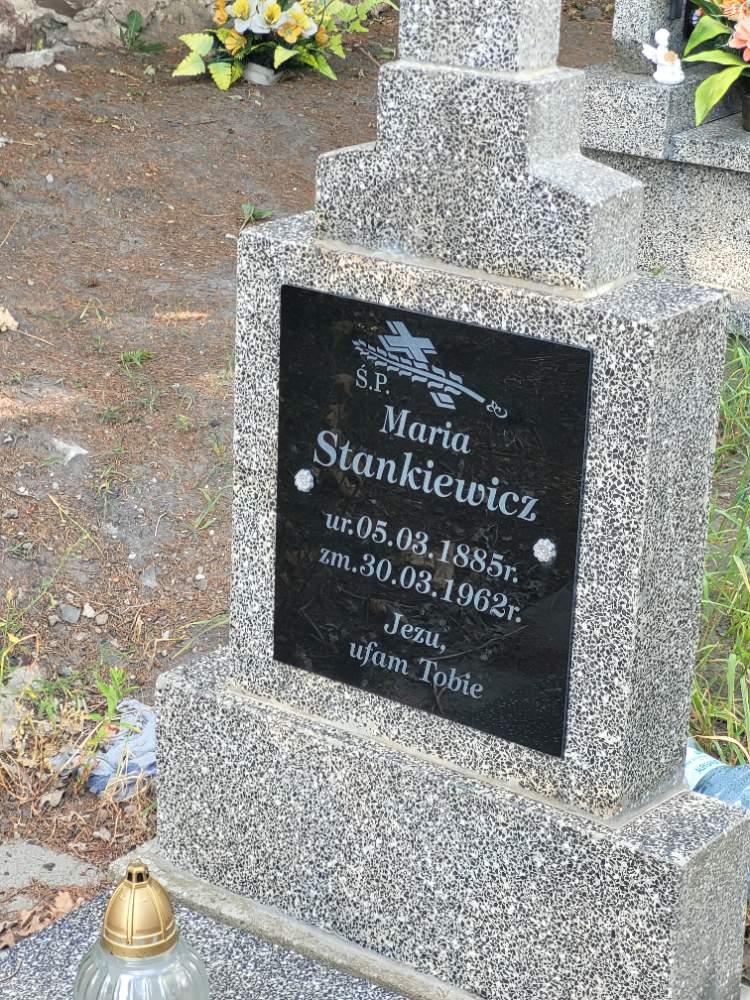 Ś.P.
Maria
Stankiewicz
ur.05.03.1885r.
zm.30.03.1962r.
Jezu,
ufam Tobie